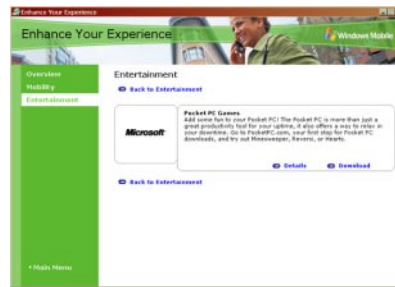 Enhance Your Experience
Enhance Your Experience
Windows Mobile
Overview
Mobility
Entertainment
Entertainment
Back to Entertainment
Microsoft
Pocket PC Games
Add some fun to your Pocket PC! The Pocket PC is more than just a
great productivity tool for your uptime, it also offers a way to relax in
your downtime. Go to PocketPC.com, your first step for Pocket PC
downloads, and try out Minesweeper, Reversi, or Hearts.
Details
Download
Back to Entertainment
Main Menu